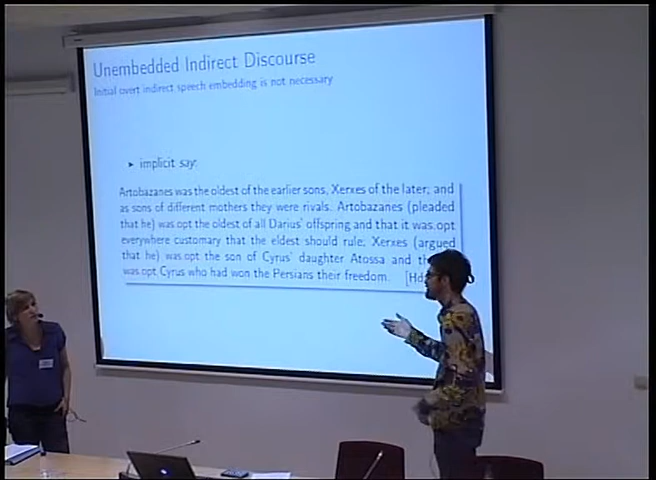 Unembedded Indirect Discourse
Initial overt indirect speech embedding is not necessary
► implicit say:
Artobazanes was the oldest of the earlier sons, Xerxes of the later; and
as sons of different mothers they were rivals. Artobazanes (pleaded
that he) was.opt the oldest of all Darius' offspring and that it was.opt
everywhere customary that the eldest should rule; Xerxes (argued
that he) was.opt the son of Cyrus' daughter Atossa and
was.opt Cyrus who had won the Persians their freedom.